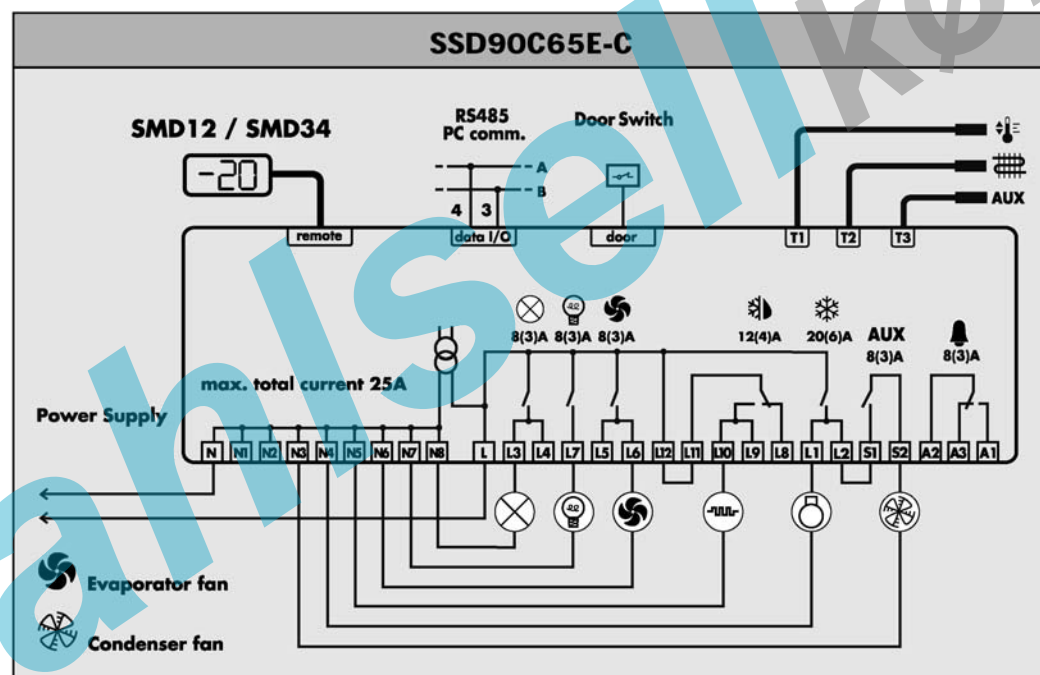 SSD90C65E-C
SMD12 / SMD34
RS485
PC comm.
Door Switch
-20
A
B
4 3
AUX
remote
data I/O
door
T1
T2
T3
8(3)A 8(3)A 8(3)A
12(4)A
20(6)A
AUX
8(3)A
8(3)A
max. total current 25A
Power Supply
N N1 N2 N3 N4 N5 N6 N7 N8 L L3 L4 L7 L5 L6 L12 L11 L10 L9 L8 L1 L2 S1 S2 A2 A3 A1
Evaporator fan
Condenser fan
ahlsell